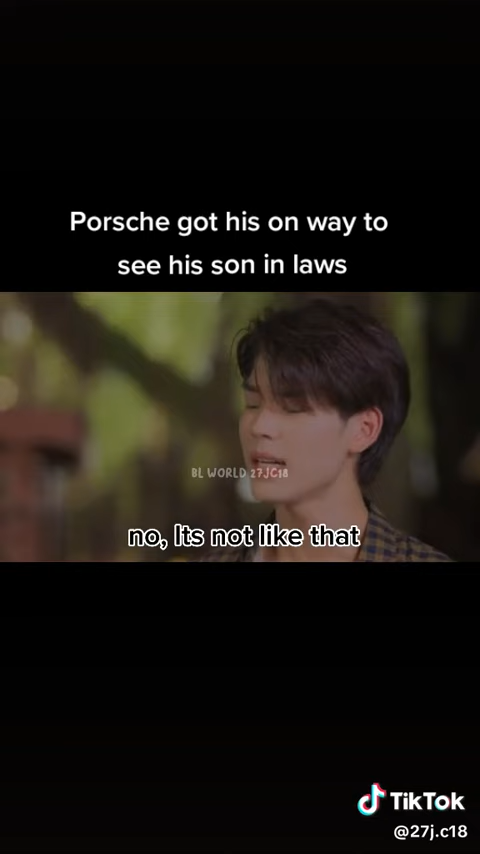 Porsche got his on way to
see his son in laws
BL WORLD 27JC18
no, Its not like that
TikTok
@27j.c18